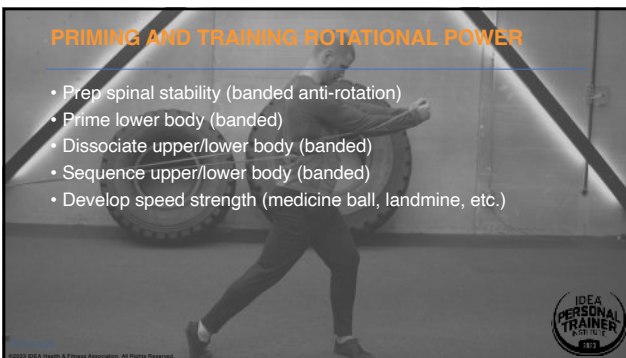 PRIMING AND TRAINING ROTATIONAL POWER
• Prep spinal stability (banded anti-rotation)
• Prime lower body (banded)
• Dissociate upper/lower body (banded)
• Sequence upper/lower body (banded)
• Develop speed strength (medicine ball, landmine, etc.)
IDEA
PERSONAL
TRAINER
INSTITUTE
2023
©2023 IDEA Health & Fitness Association. All Rights Reserved.